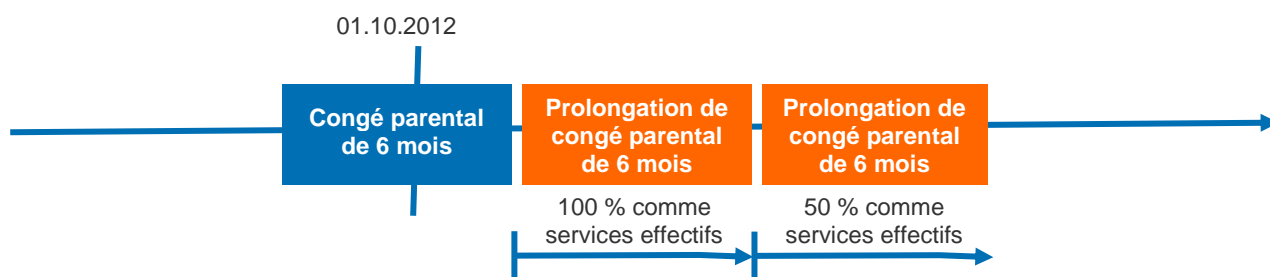 01.10.2012
Congé parental
de 6 mois
Prolongation de
congé parental
de 6 mois
Prolongation de
congé parental
de 6 mois
100 % comme
services effectifs
50 % comme
services effectifs